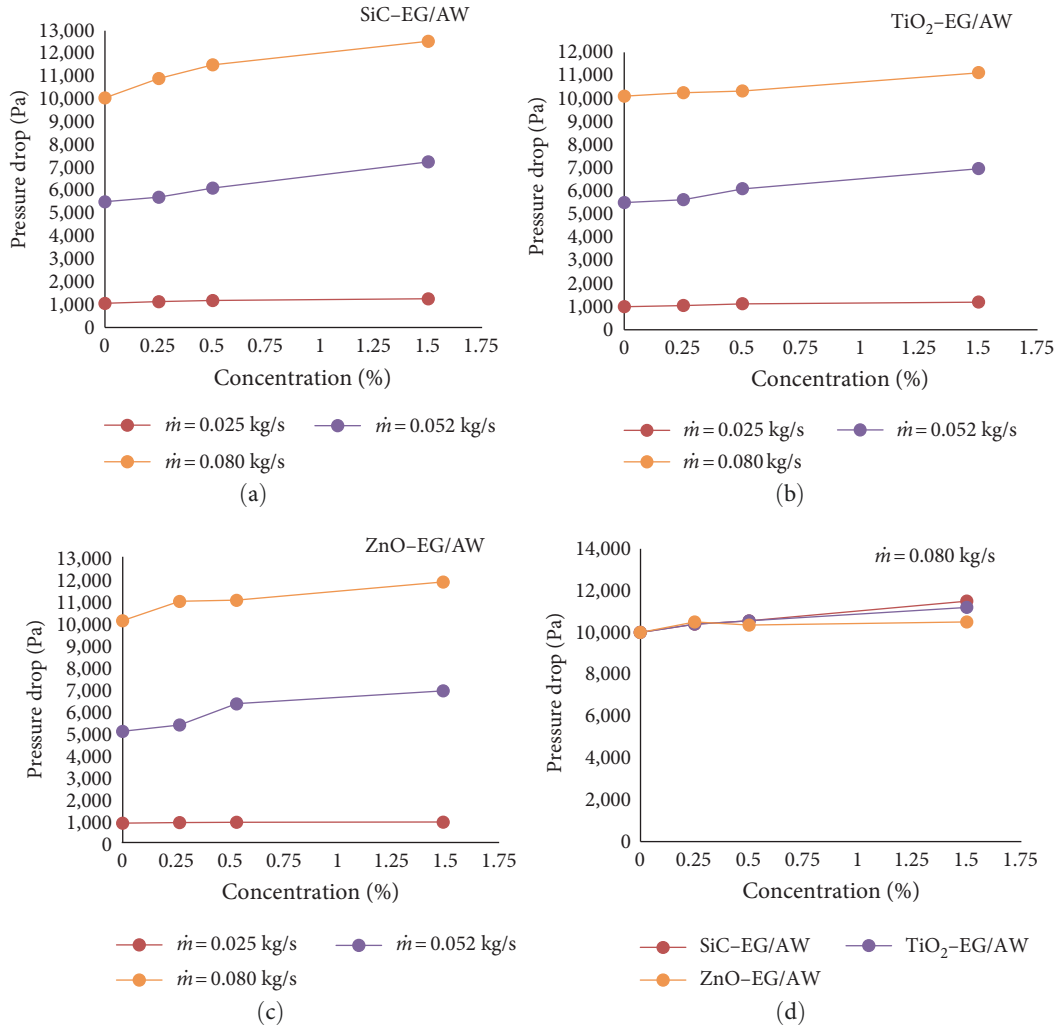 SiC–EG/AW
Pressure drop (Pa)
13,000
12,000
11,000
10,000
9,000
8,000
7,000
6,000
5,000
4,000
3,000
2,000
1,000
0
0 0.25 0.5 0.75 1 1.25 1.5 1.75
Concentration (%)
ṁ = 0.025 kg/s ṁ = 0.052 kg/s
ṁ = 0.080 kg/s
(a)
TiO₂–EG/AW
Pressure drop (Pa)
12,000
11,000
10,000
9,000
8,000
7,000
6,000
5,000
4,000
3,000
2,000
1,000
0
0 0.25 0.5 0.75 1 1.25 1.5 1.75
Concentration (%)
ṁ = 0.025 kg/s ṁ = 0.052 kg/s
ṁ = 0.080 kg/s
(b)
ZnO–EG/AW
Pressure drop (Pa)
13,000
12,000
11,000
10,000
9,000
8,000
7,000
6,000
5,000
4,000
3,000
2,000
1,000
0
0 0.25 0.5 0.75 1 1.25 1.5 1.75
Concentration (%)
ṁ = 0.025 kg/s ṁ = 0.052 kg/s
ṁ = 0.080 kg/s
(c)
ṁ = 0.080 kg/s
Pressure drop (Pa)
14,000
12,000
10,000
8,000
6,000
4,000
2,000
0
0 0.25 0.5 0.75 1 1.25 1.5 1.75
Concentration (%)
SiC–EG/AW TiO₂–EG/AW
ZnO–EG/AW
(d)